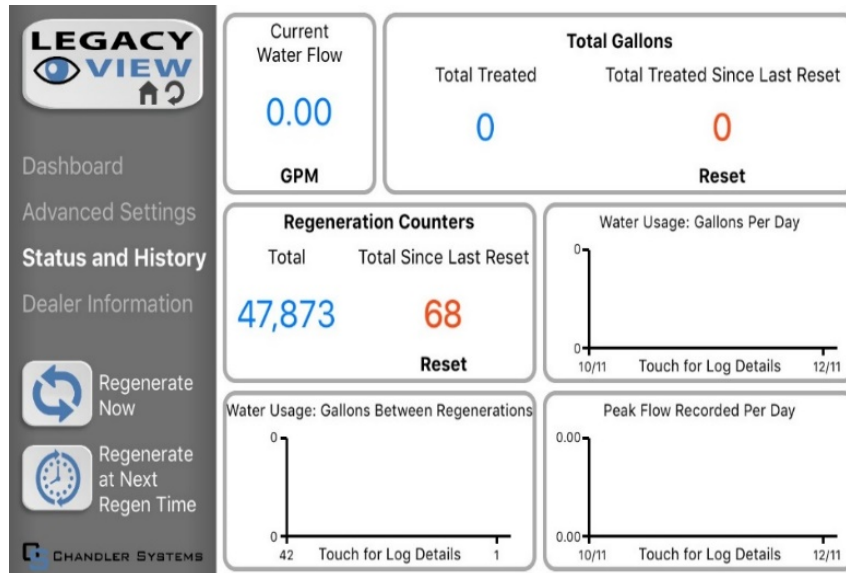 LEGACY
VIEW
Dashboard
Advanced Settings
Status and History
Dealer Information
Regenerate
Now
Regenerate
at Next
Regen Time
CS CHANDLER SYSTEMS
Current
Water Flow
0.00
GPM
Total Gallons
Total Treated
Total Treated Since Last Reset
0
0
Reset
Regeneration Counters
Total
Total Since Last Reset
47,873
68
Reset
Water Usage: Gallons Per Day
0
0
10/11 Touch for Log Details 12/11
Water Usage: Gallons Between Regenerations
0
0
42 Touch for Log Details 1
Peak Flow Recorded Per Day
0.00
0.00
10/11 Touch for Log Details 12/11